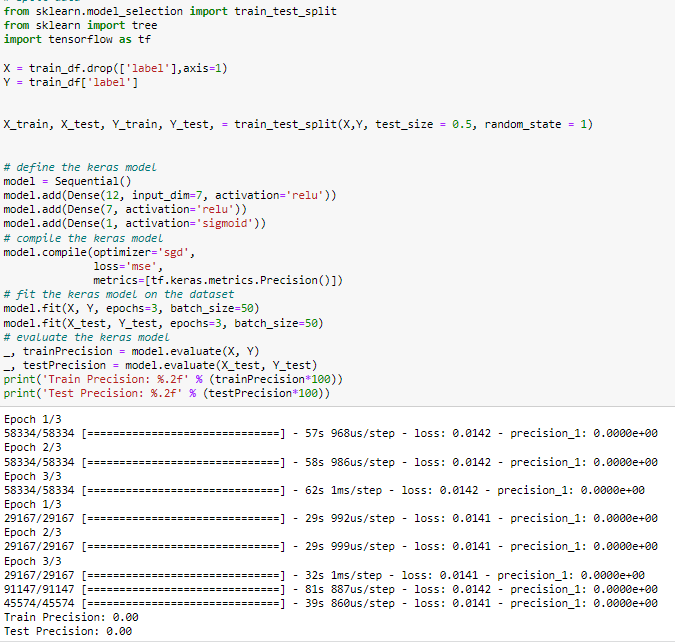 from sklearn.model_selection import train_test_split
from sklearn import tree
import tensorflow as tf
X = train_df.drop(['label'],axis=1)
Y = train_df['label']
X_train, X_test, Y_train, Y_test, = train_test_split(X,Y, test_size = 0.5, random_state = 1)
# define the keras model
model = Sequential()
model.add(Dense(12, input_dim=7, activation='relu'))
model.add(Dense(7, activation='relu'))
model.add(Dense(1, activation='sigmoid'))
# compile the keras model
model.compile(optimizer='sgd',
loss='mse',
metrics=[tf.keras.metrics.Precision()])
# fit the keras model on the dataset
model.fit(X, Y, epochs=3, batch_size=50)
model.fit(X_test, Y_test, epochs=3, batch_size=50)
# evaluate the keras model
_, trainPrecision = model.evaluate(X, Y)
_, testPrecision = model.evaluate(X_test, Y_test)
print('Train Precision: %.2f' % (trainPrecision*100))
print('Test Precision: %.2f' % (testPrecision*100))
Epoch 1/3
58334/58334 [==============================] - 57s 968us/step - loss: 0.0142 - precision_1: 0.0000e+00
Epoch 2/3
58334/58334 [==============================] - 58s 986us/step - loss: 0.0142 - precision_1: 0.0000e+00
Epoch 3/3
58334/58334 [==============================] - 62s 1ms/step - loss: 0.0142 - precision_1: 0.0000e+00
Epoch 1/3
29167/29167 [==============================] - 29s 992us/step - loss: 0.0141 - precision_1: 0.0000e+00
Epoch 2/3
29167/29167 [==============================] - 29s 999us/step - loss: 0.0141 - precision_1: 0.0000e+00
Epoch 3/3
29167/29167 [==============================] - 32s 1ms/step - loss: 0.0141 - precision_1: 0.0000e+00
91147/91147 [==============================] - 81s 887us/step - loss: 0.0142 - precision_1: 0.0000e+00
45574/45574 [==============================] - 39s 860us/step - loss: 0.0141 - precision_1: 0.0000e+00
Train Precision: 0.00
Test Precision: 0.00